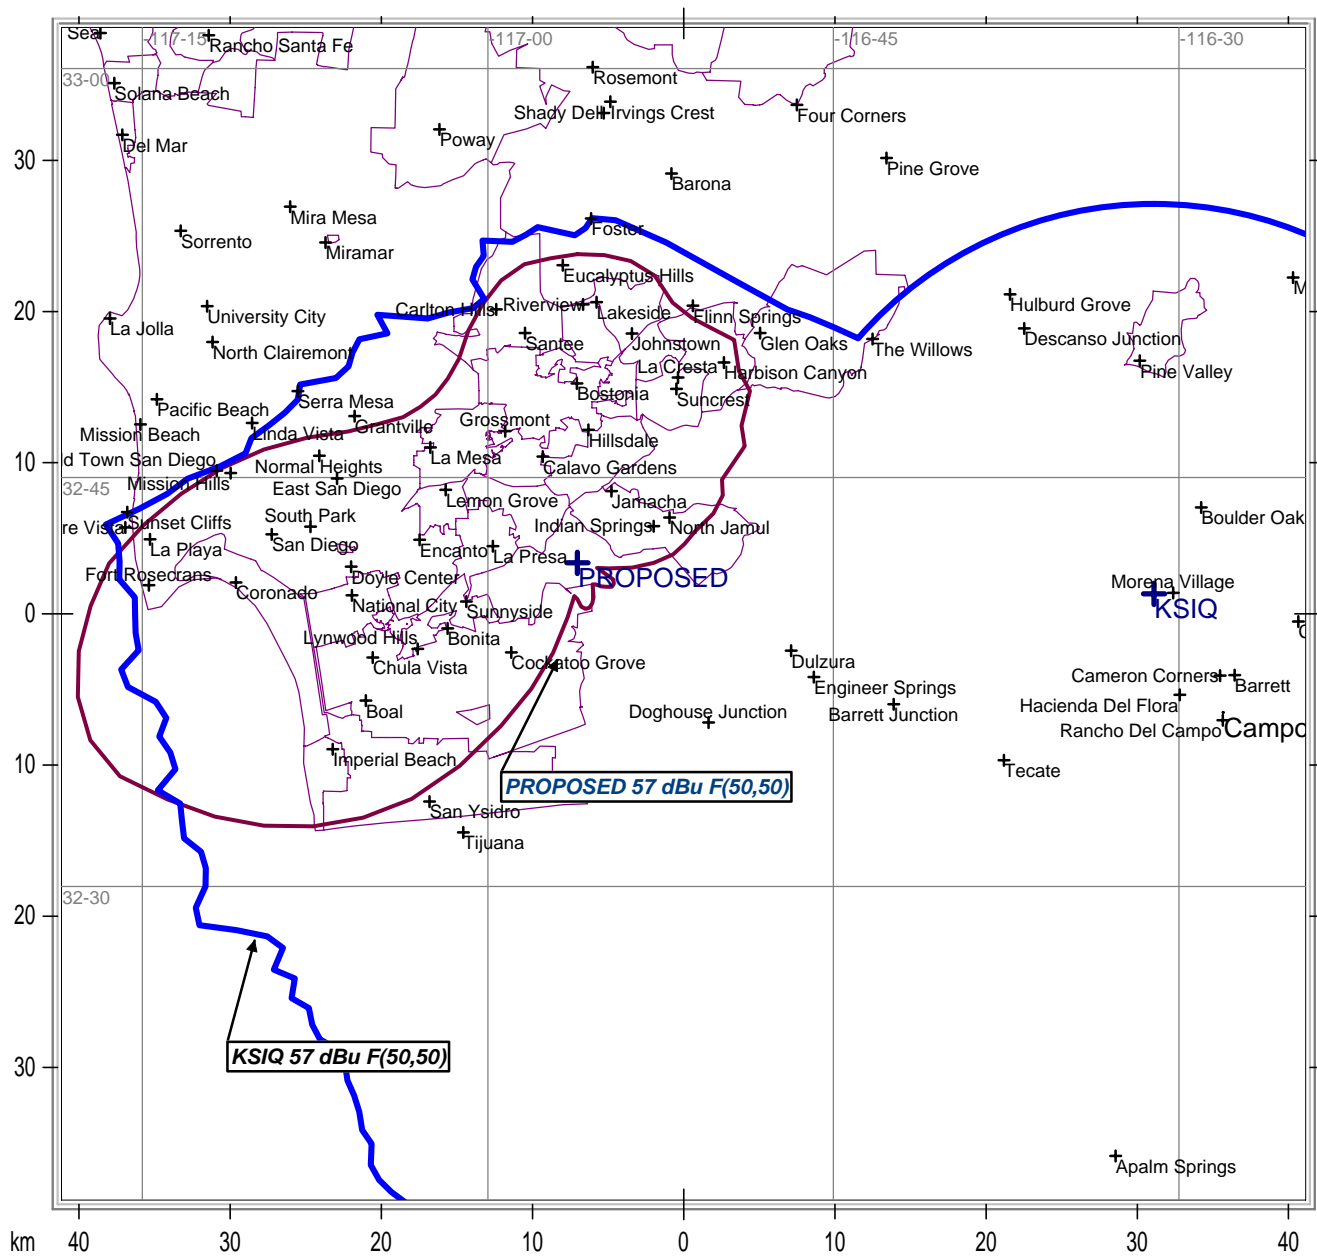 Sea
-117-15
-117-00
-116-45
-116-30
Rancho Santa Fe
Rosemont
33-00
Solana Beach
Shady Dell
Irvings Crest
Four Corners
Del Mar
Poway
30
Pine Grove
Barona
Mira Mesa
Foster
Sorrento
Miramar
Eucalyptus Hills
M
Carlton Hills
Riverview
Lakeside
Hulburd Grove
20
University City
Flinn Springs
La Jolla
Descanso Junction
North Clairemont
Santee
Johnstown
Glen Oaks
The Willows
La Cresta
Harbison Canyon
Pine Valley
Bostonia
Suncrest
Serra Mesa
Pacific Beach
Grantville
Grossmont
Mission Beach
Linda Vista
Hillsdale
d Town San Diego
Normal Heights
La Mesa
Calavo Gardens
10
32-45
Mission Hills
East San Diego
Lemon Grove
Jamacha
South Park
Indian Springs
North Jamul
Boulder Oak
re Vista
Sunset Cliffs
La Playa
San Diego
Encanto
La Presa
Fort Rosecrans
Doyle Center
PROPOSED
Morena Village
Coronado
National City
Sunnyside
KSIQ
0
Lynwood Hills
Bonita
Chula Vista
Cockatoo Grove
Dulzura
Cameron Corners
Barrett
Engineer Springs
Hacienda Del Flora
Boal
Doghouse Junction
Barrett Junction
Rancho Del Campo
Campo
Imperial Beach
10
Tecate
PROPOSED 57 dBu F(50,50)
San Ysidro
Tijuana
32-30
20
KSIQ 57 dBu F(50,50)
30
Apalm Springs
km
40
30
20
10
0
10
20
30
40